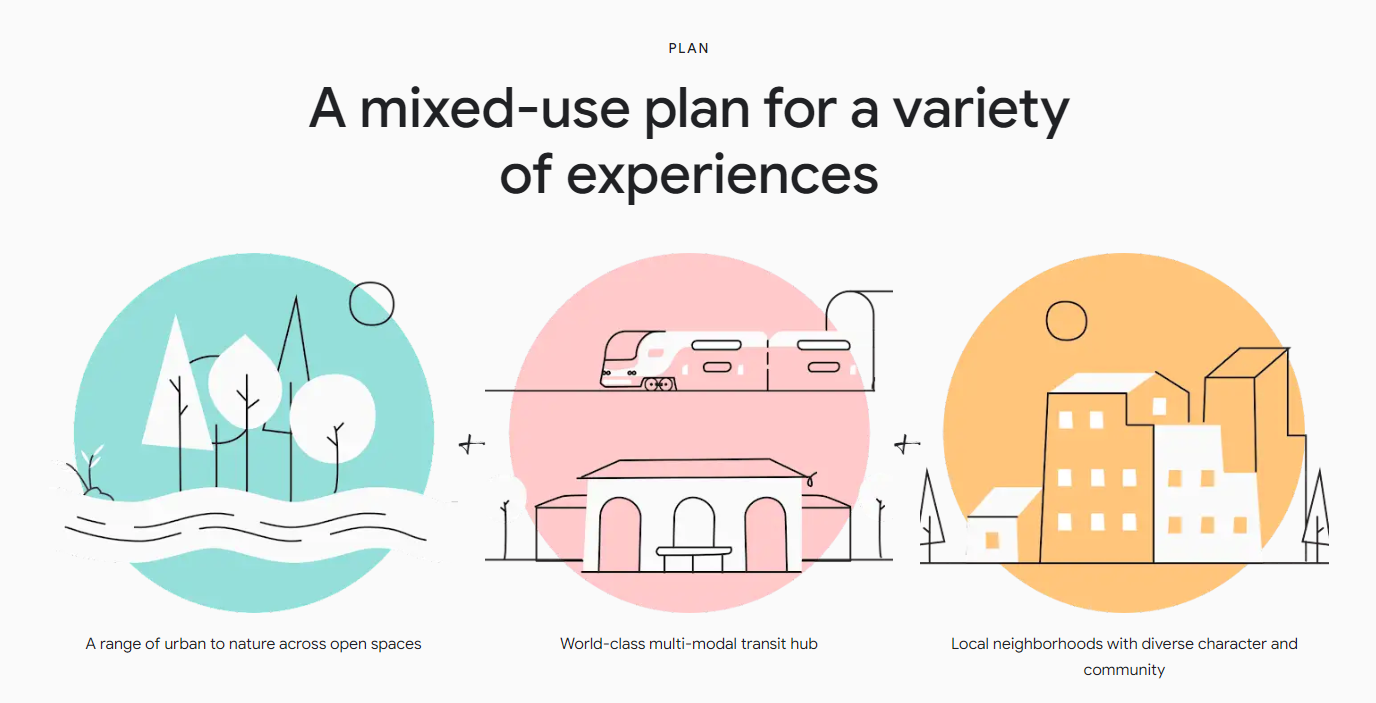 PLAN
A mixed-use plan for a variety
of experiences
A range of urban to nature across open spaces
World-class multi-modal transit hub
Local neighborhoods with diverse character and
community